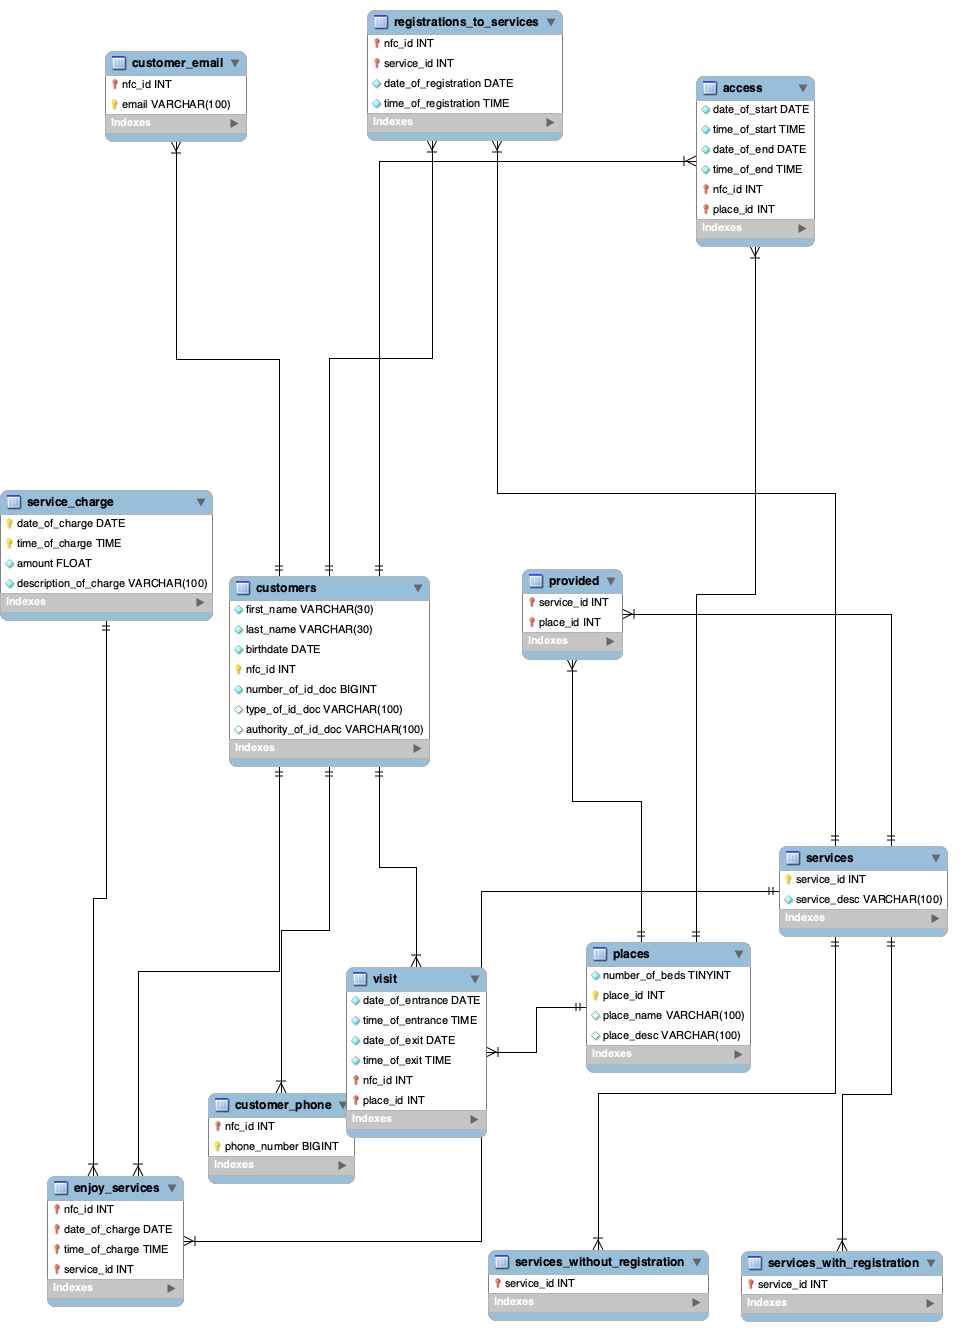 registrations_to_services
nfc_id INT
service_id INT
date_of_registration DATE
time_of_registration TIME
Indexes
customer_email
nfc_id INT
email VARCHAR(100)
Indexes
access
date_of_start DATE
time_of_start TIME
date_of_end DATE
time_of_end TIME
nfc_id INT
place_id INT
Indexes
service_charge
date_of_charge DATE
time_of_charge TIME
amount FLOAT
description_of_charge VARCHAR(100)
Indexes
customers
first_name VARCHAR(30)
last_name VARCHAR(30)
birthdate DATE
nfc_id INT
number_of_id_doc BIGINT
type_of_id_doc VARCHAR(100)
authority_of_id_doc VARCHAR(100)
Indexes
provided
service_id INT
place_id INT
Indexes
services
service_id INT
service_desc VARCHAR(100)
Indexes
places
number_of_beds TINYINT
place_id INT
place_name VARCHAR(100)
place_desc VARCHAR(100)
Indexes
visit
date_of_entrance DATE
time_of_entrance TIME
date_of_exit DATE
time_of_exit TIME
nfc_id INT
place_id INT
Indexes
customer_phone
nfc_id INT
phone_number BIGINT
Indexes
enjoy_services
nfc_id INT
date_of_charge DATE
time_of_charge TIME
service_id INT
Indexes
services_without_registration
service_id INT
Indexes
services_with_registration
service_id INT
Indexes